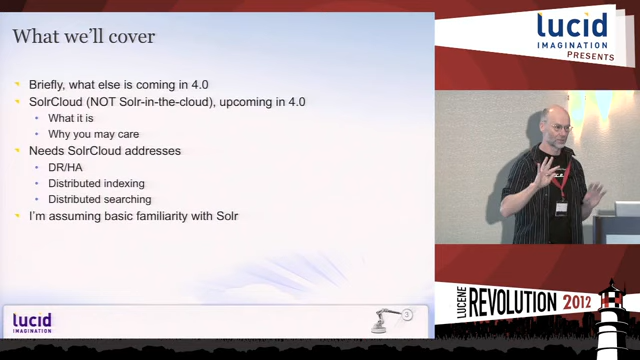 What we'll cover
Briefly, what else is coming in 4.0
SolrCloud (NOT Solr-in-the-cloud), upcoming in 4.0
What it is
Why you may care
Needs SolrCloud addresses
DR/HA
Distributed indexing
Distributed searching
I'm assuming basic familiarity with Solr
lucid
IMAGINATION
3
lucid
IMAGINATION
PRESENTS
LUCENE
REVOLUTION 2012